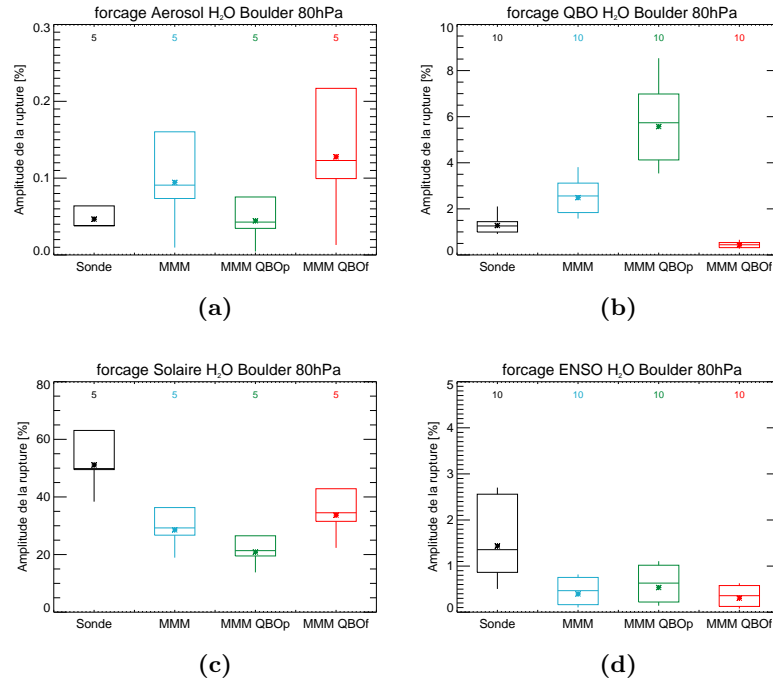 forcage Aerosol H₂O Boulder 80hPa
Amplitude de la rupture [%]
0.3
0.2
0.1
0.0
5 5 5 5
Sonde MMM MMM QBOp MMM QBOf
(a)
forcage QBO H₂O Boulder 80hPa
Amplitude de la rupture [%]
10
8
6
4
2
0
10 10 10 10
Sonde MMM MMM QBOp MMM QBOf
(b)
forcage Solaire H₂O Boulder 80hPa
Amplitude de la rupture [%]
80
60
40
20
0
5 5 5 5
Sonde MMM MMM QBOp MMM QBOf
(c)
forcage ENSO H₂O Boulder 80hPa
Amplitude de la rupture [%]
5
4
3
2
1
0
10 10 10 10
Sonde MMM MMM QBOp MMM QBOf
(d)